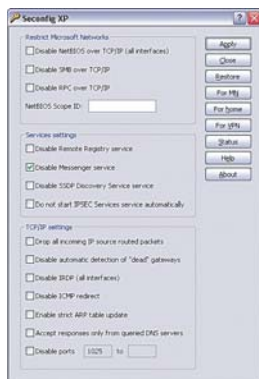 Seconfig XP
Restrict Microsoft Networks
Disable NetBIOS over TCP/IP (all interfaces)
Disable SMB over TCP/IP
Disable RPC over TCP/IP
NetBIOS Scope ID:
Services settings
Disable Remote Registry service
Disable Messenger service
Disable SSDP Discovery Service service
Do not start IPSEC Services service automatically
TCP/IP settings
Drop all incoming IP source routed packets
Disable automatic detection of "dead" gateways
Disable IRDP (all interfaces)
Disable ICMP redirect
Enable strict ARP table update
Accept responses only from queried DNS servers
Disable ports 1025 to
Apply
Close
Restore
For MN
For home
For VPN
Status
Help
About